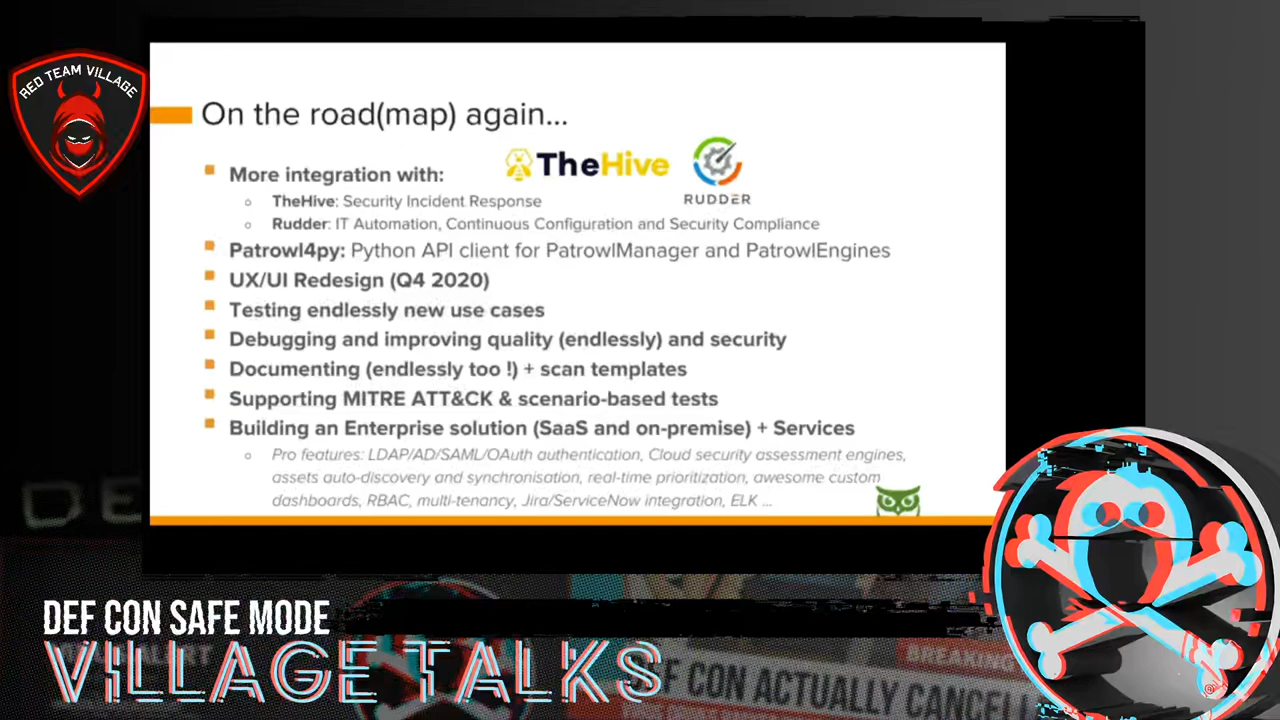 RED TEAM VILLAGE
On the road(map) again...
More integration with:
TheHive
RUDDER
TheHive: Security Incident Response
Rudder: IT Automation, Continuous Configuration and Security Compliance
Patrowl4py: Python API client for PatrowlManager and PatrowlEngines
UX/UI Redesign (Q4 2020)
Testing endlessly new use cases
Debugging and improving quality (endlessly) and security
Documenting (endlessly too !) + scan templates
Supporting MITRE ATT&CK & scenario-based tests
Building an Enterprise solution (SaaS and on-premise) + Services
Pro features: LDAP/AD/SAML/OAuth authentication, Cloud security assessment engines,
assets auto-discovery and synchronisation, real-time prioritization, awesome custom
dashboards, RBAC, multi-tenancy, Jira/ServiceNow integration, ELK ...
DE
DEF CON SAFE MODE
VILLAGE TALKS
BREAKING
DEF CON ACTUALLY CANCEL